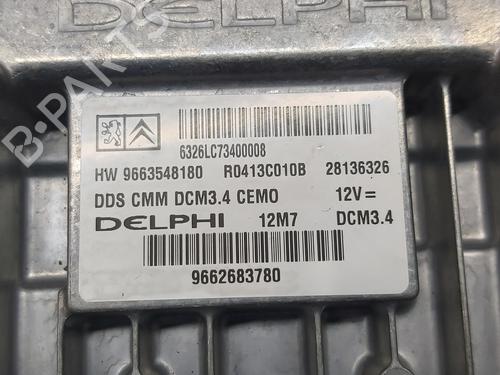 DELPHI
6326LC73400008
HW 9663548180 R0413C010B 28136326
DDS CMM DCM3.4 CEMO 12V=
DELPHI 12M7 DCM3.4
9662683780
B-PARTS